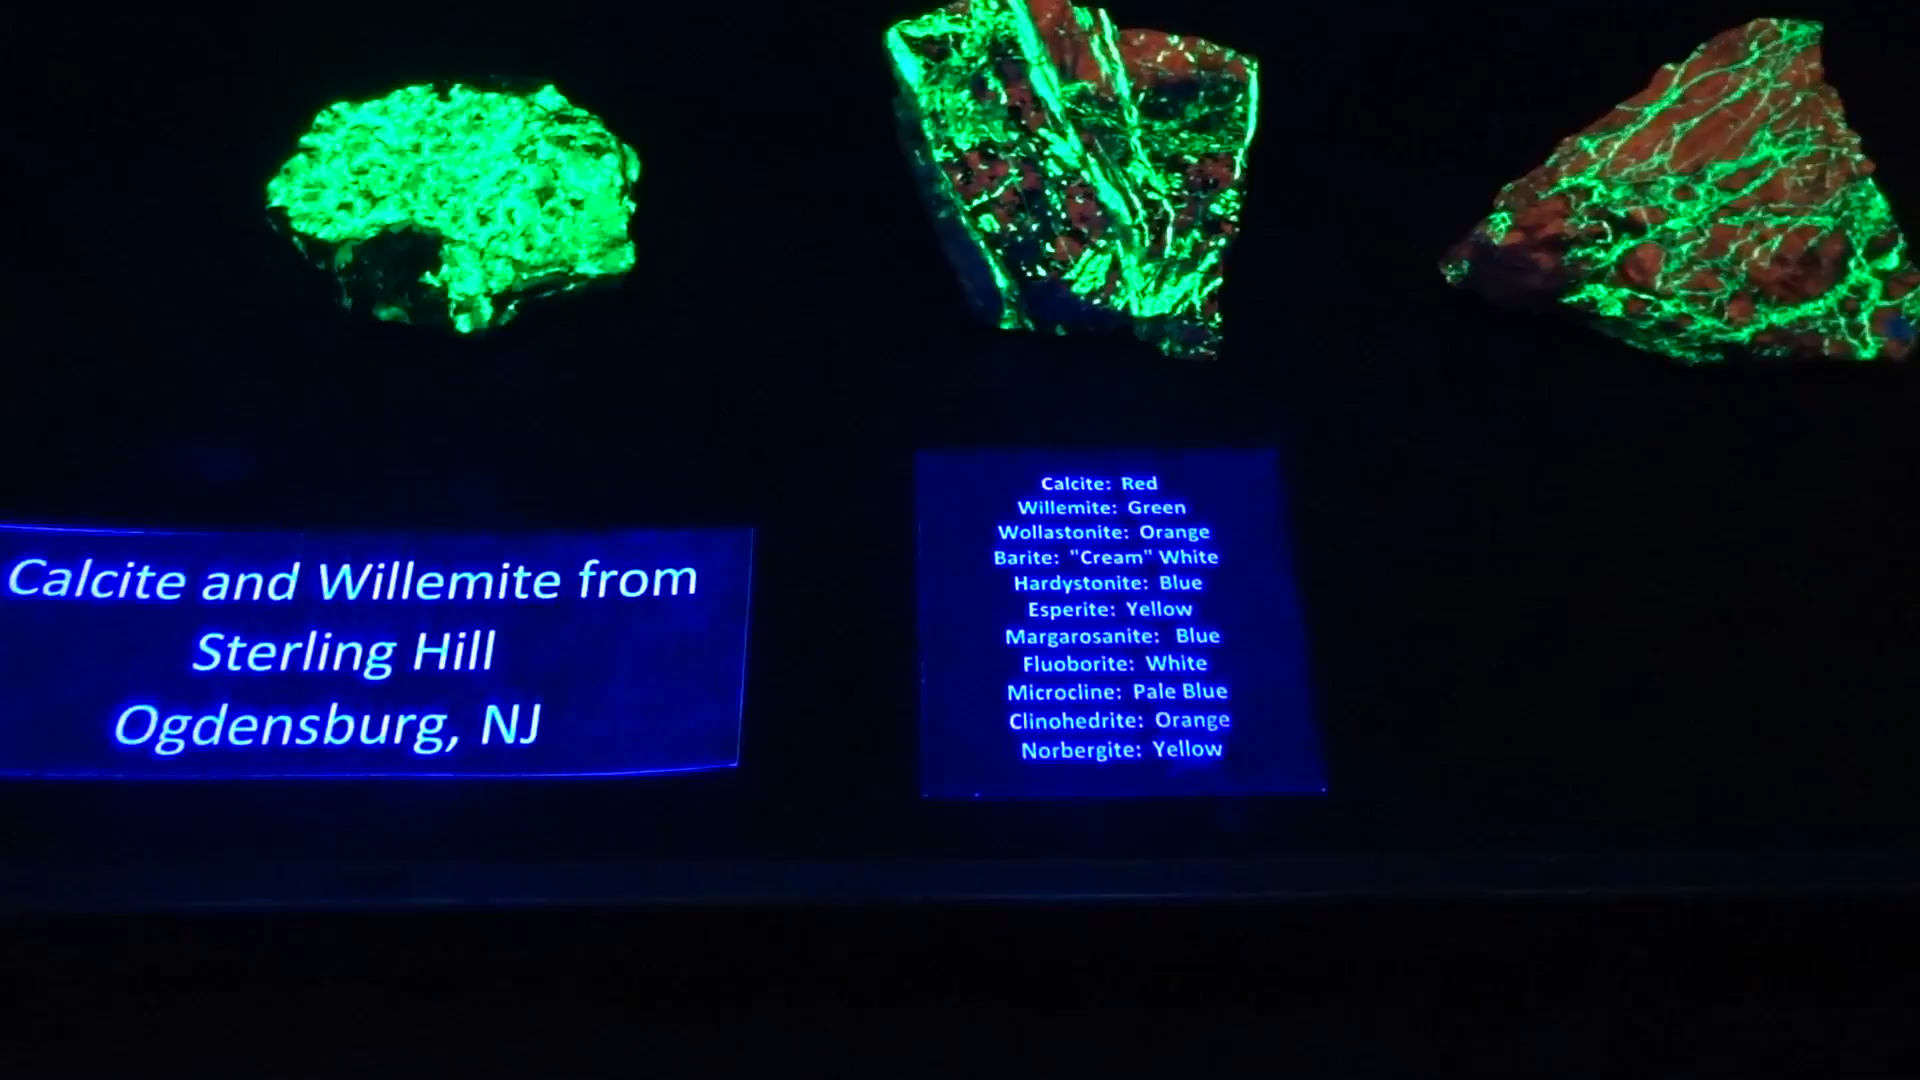 Calcite and Willemite from
Sterling Hill
Ogdensburg, NJ
Calcite: Red
Willemite: Green
Wollastonite: Orange
Barite: "Cream" White
Hardystonite: Blue
Esperite: Yellow
Margarosanite: Blue
Fluoborite: White
Microcline: Pale Blue
Clinohedrite: Orange
Norbergite: Yellow